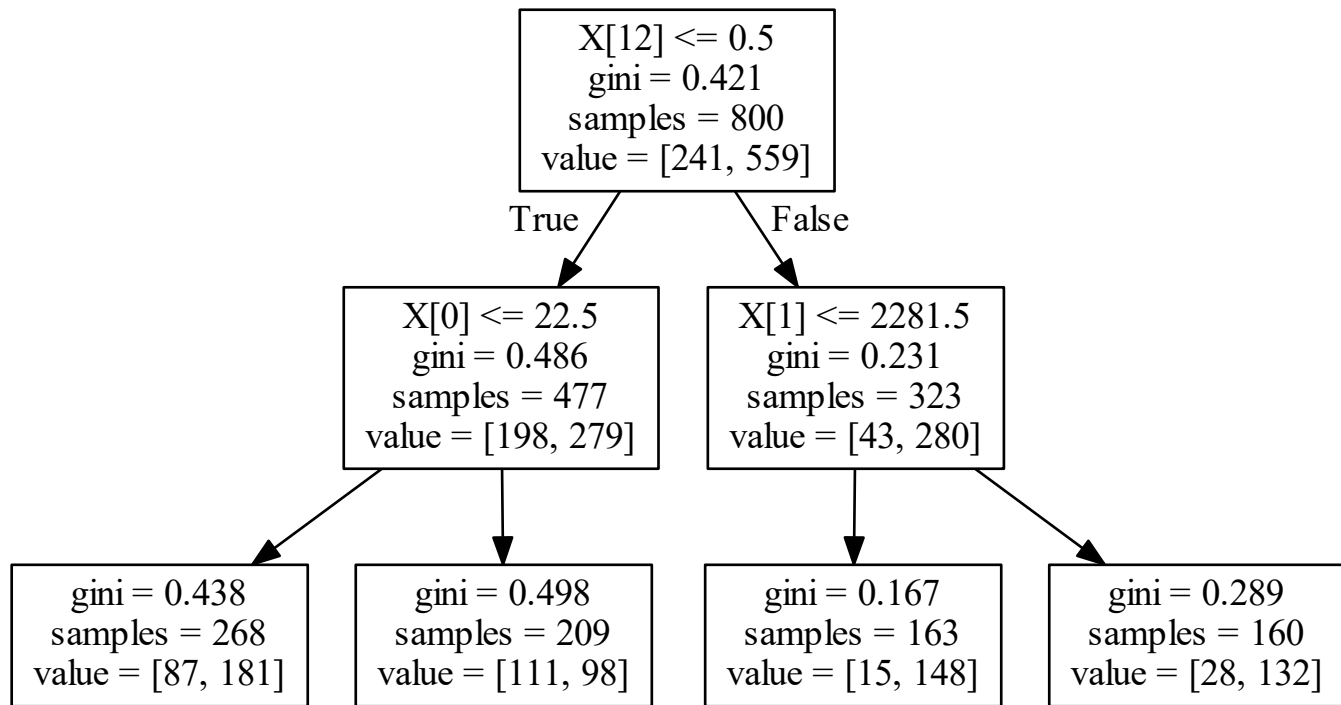 X[12] <= 0.5
gini = 0.421
samples = 800
value = [241, 559]
True
False
X[0] <= 22.5
gini = 0.486
samples = 477
value = [198, 279]
X[1] <= 2281.5
gini = 0.231
samples = 323
value = [43, 280]
gini = 0.438
samples = 268
value = [87, 181]
gini = 0.498
samples = 209
value = [111, 98]
gini = 0.167
samples = 163
value = [15, 148]
gini = 0.289
samples = 160
value = [28, 132]